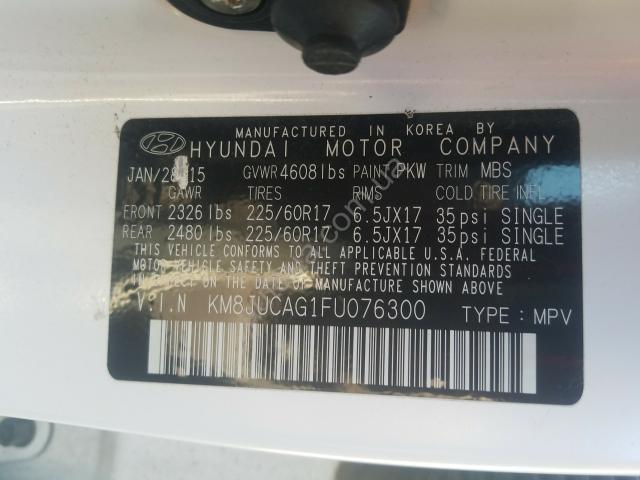 MANUFACTURED IN KOREA BY
HYUNDAI MOTOR COMPANY
JAN/28/15 GVWR 4608 lbs PAINT PKW TRIM MBS
GAWR TIRES RIMS COLD TIRE INFL.
FRONT 2326 lbs 225/60R17 6.5JX17 35psi SINGLE
REAR 2480 lbs 225/60R17 6.5JX17 35psi SINGLE
THIS VEHICLE CONFORMS TO ALL APPLICABLE U.S.A. FEDERAL
MOTOR VEHICLE SAFETY AND THEFT PREVENTION STANDARDS
IN EFFECT ON THE DATE OF MANUFACTURE SHOWN ABOVE.
V.I.N KM8JUCAG1FU076300 TYPE : MPV